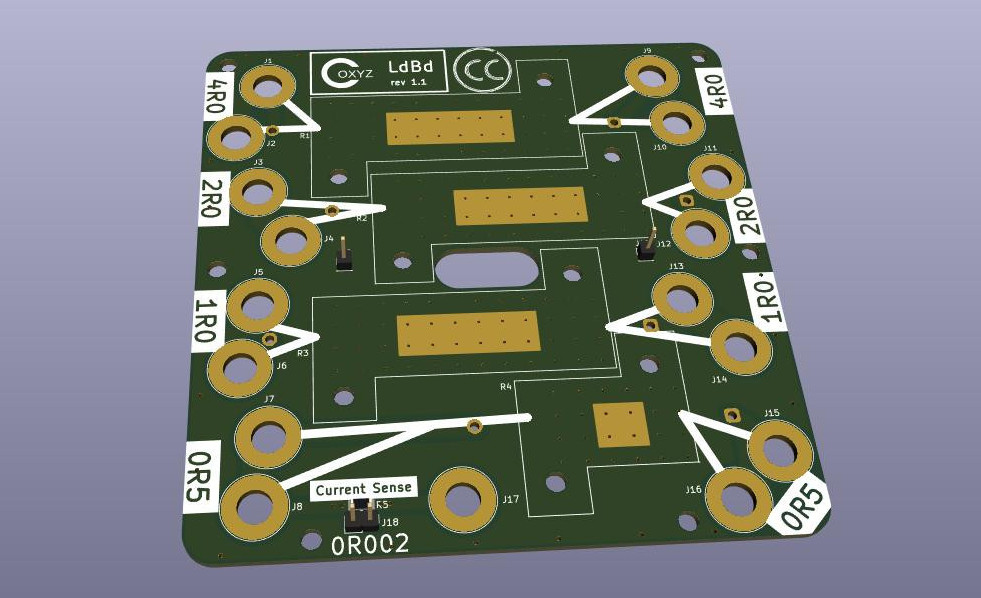 J1
OXYZ
LdBd
rev 1.1
CC
J9
4R0
J2
R1
J10
4R0
J3
2R0
R2
J4
J11
J12
2R0
J5
1R0
R3
J6
J13
1R0
J14
J7
R4
0R5
J8
Current Sense
R5
J18
0R002
J17
J15
J16
0R5